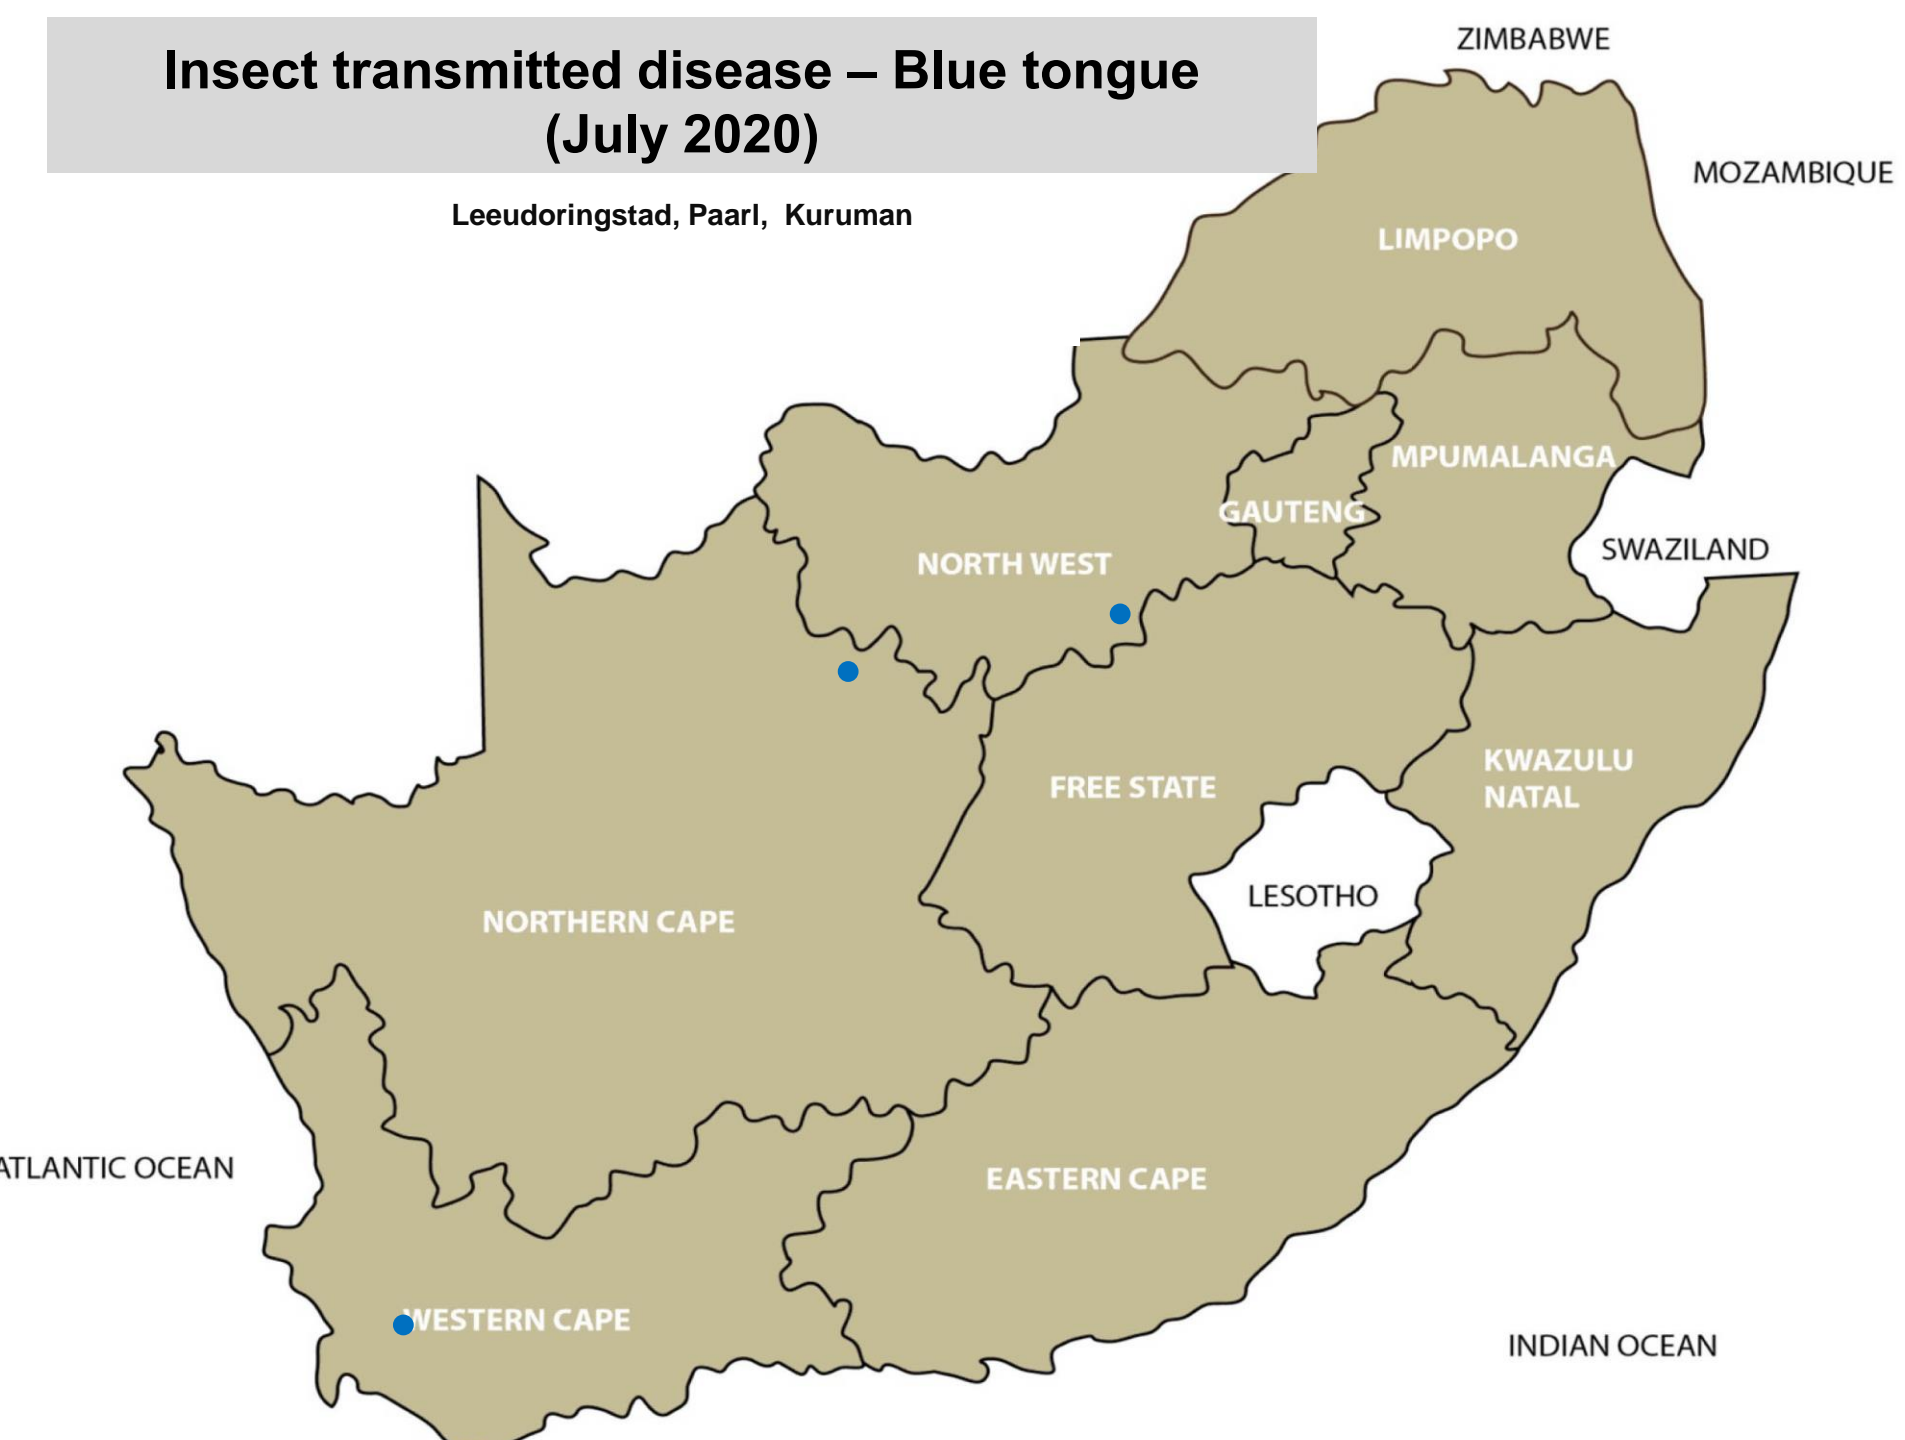 Insect transmitted disease – Blue tongue
(July 2020)
Leeudoringstad, Paarl, Kuruman
ZIMBABWE
MOZAMBIQUE
LIMPOPO
MPUMALANGA
GAUTENG
SWAZILAND
NORTH WEST
KWAZULU
NATAL
FREE STATE
LESOTHO
NORTHERN CAPE
ATLANTIC OCEAN
EASTERN CAPE
WESTERN CAPE
INDIAN OCEAN